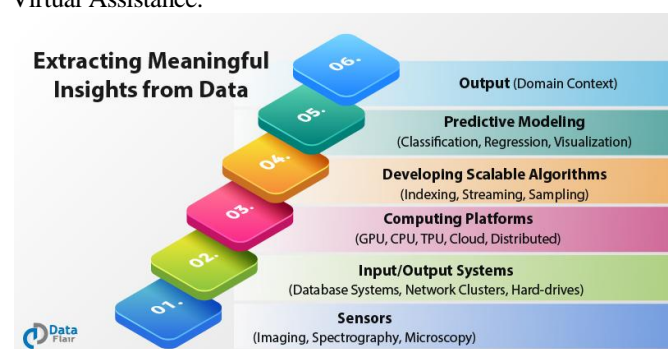 Virtual Assistance.
Extracting Meaningful
Insights from Data
06.
Output (Domain Context)
05.
Predictive Modeling
(Classification, Regression, Visualization)
04.
Developing Scalable Algorithms
(Indexing, Streaming, Sampling)
03.
Computing Platforms
(GPU, CPU, TPU, Cloud, Distributed)
02.
Input/Output Systems
(Database Systems, Network Clusters, Hard-drives)
01.
Sensors
(Imaging, Spectrography, Microscopy)
Data
Flair